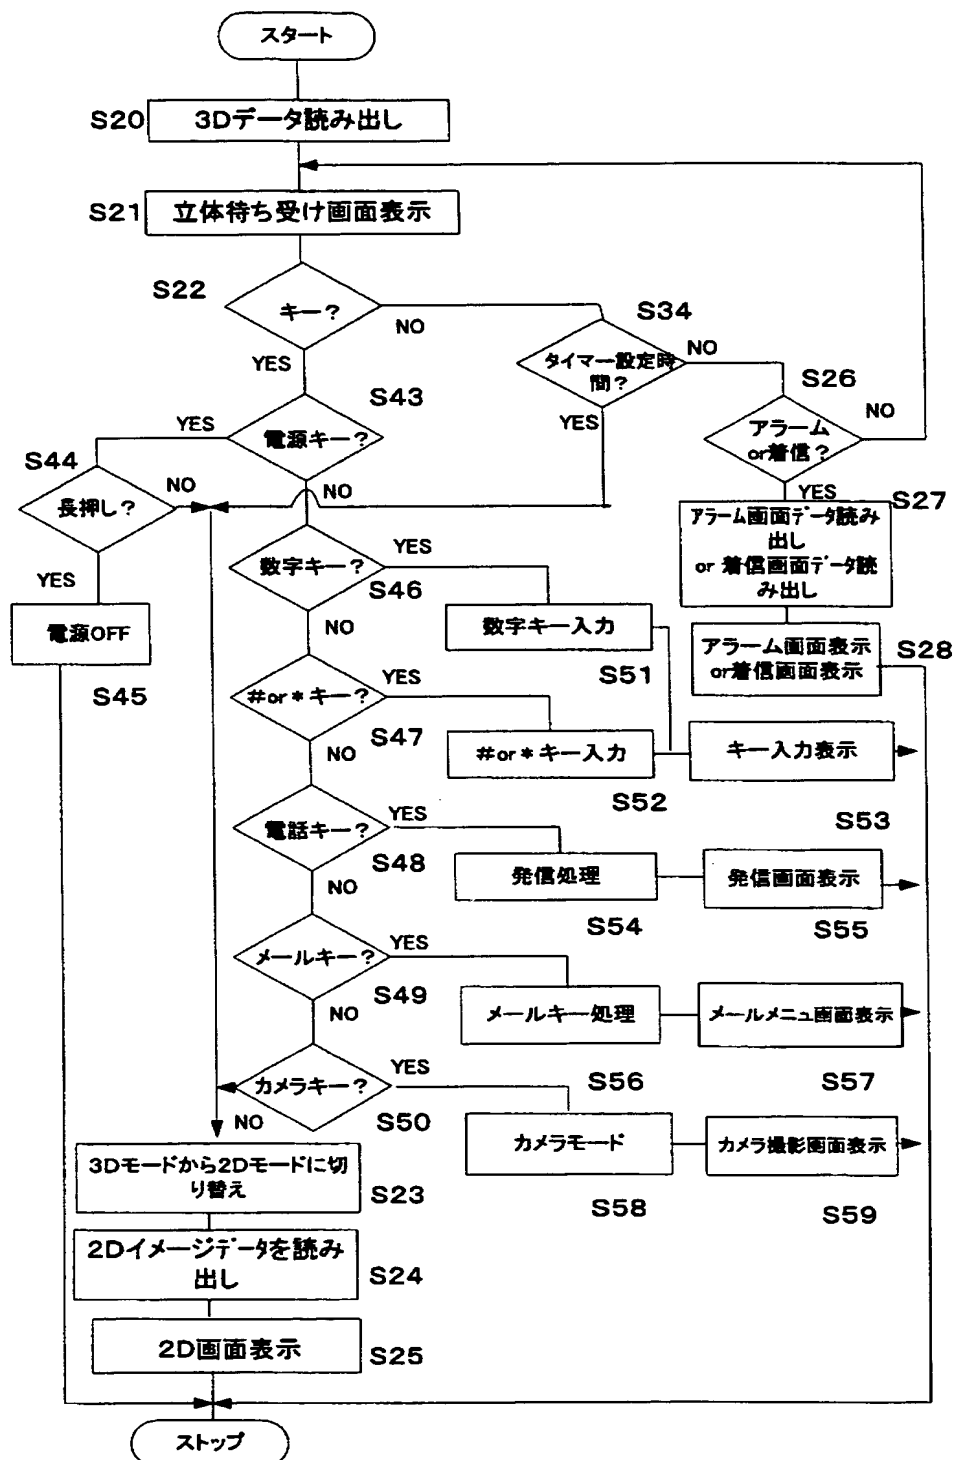 スタート
S20
3Dデータ読み出し
S21
立体待ち受け画面表示
S22
キー？
NO
YES
S34
タイマー設定時
間？
NO
YES
S26
アラーム
or着信？
NO
YES
S43
電源キー？
YES
NO
S44
長押し？
NO
YES
S27
アラーム画面データ読み
出し
or 着信画面データ読
み出し
数字キー？
YES
S46
NO
電源OFF
S45
数字キー入力
S51
アラーム画面表示
or着信画面表示
S28
#or*キー？
YES
S47
NO
#or*キー入力
S52
キー入力表示
S53
電話キー？
YES
S48
NO
発信処理
S54
発信画面表示
S55
メールキー？
YES
S49
NO
メールキー処理
S56
メールメニュ画面表示
S57
カメラキー？
YES
S50
NO
カメラモード
S58
カメラ撮影画面表示
S59
3Dモードから2Dモードに切
り替え
S23
2Dイメージデータを読み
出し
S24
2D画面表示
S25
ストップ